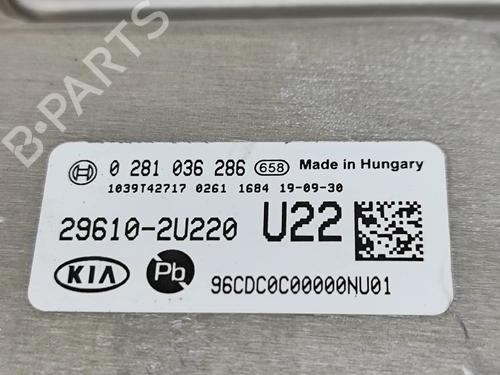 B-PARTS
0 281 036 286 658 Made in Hungary
1039T42717 0261 1684 19-09-30
29610-2U220 U22
KIA Pb 96CDC0C00000NU01